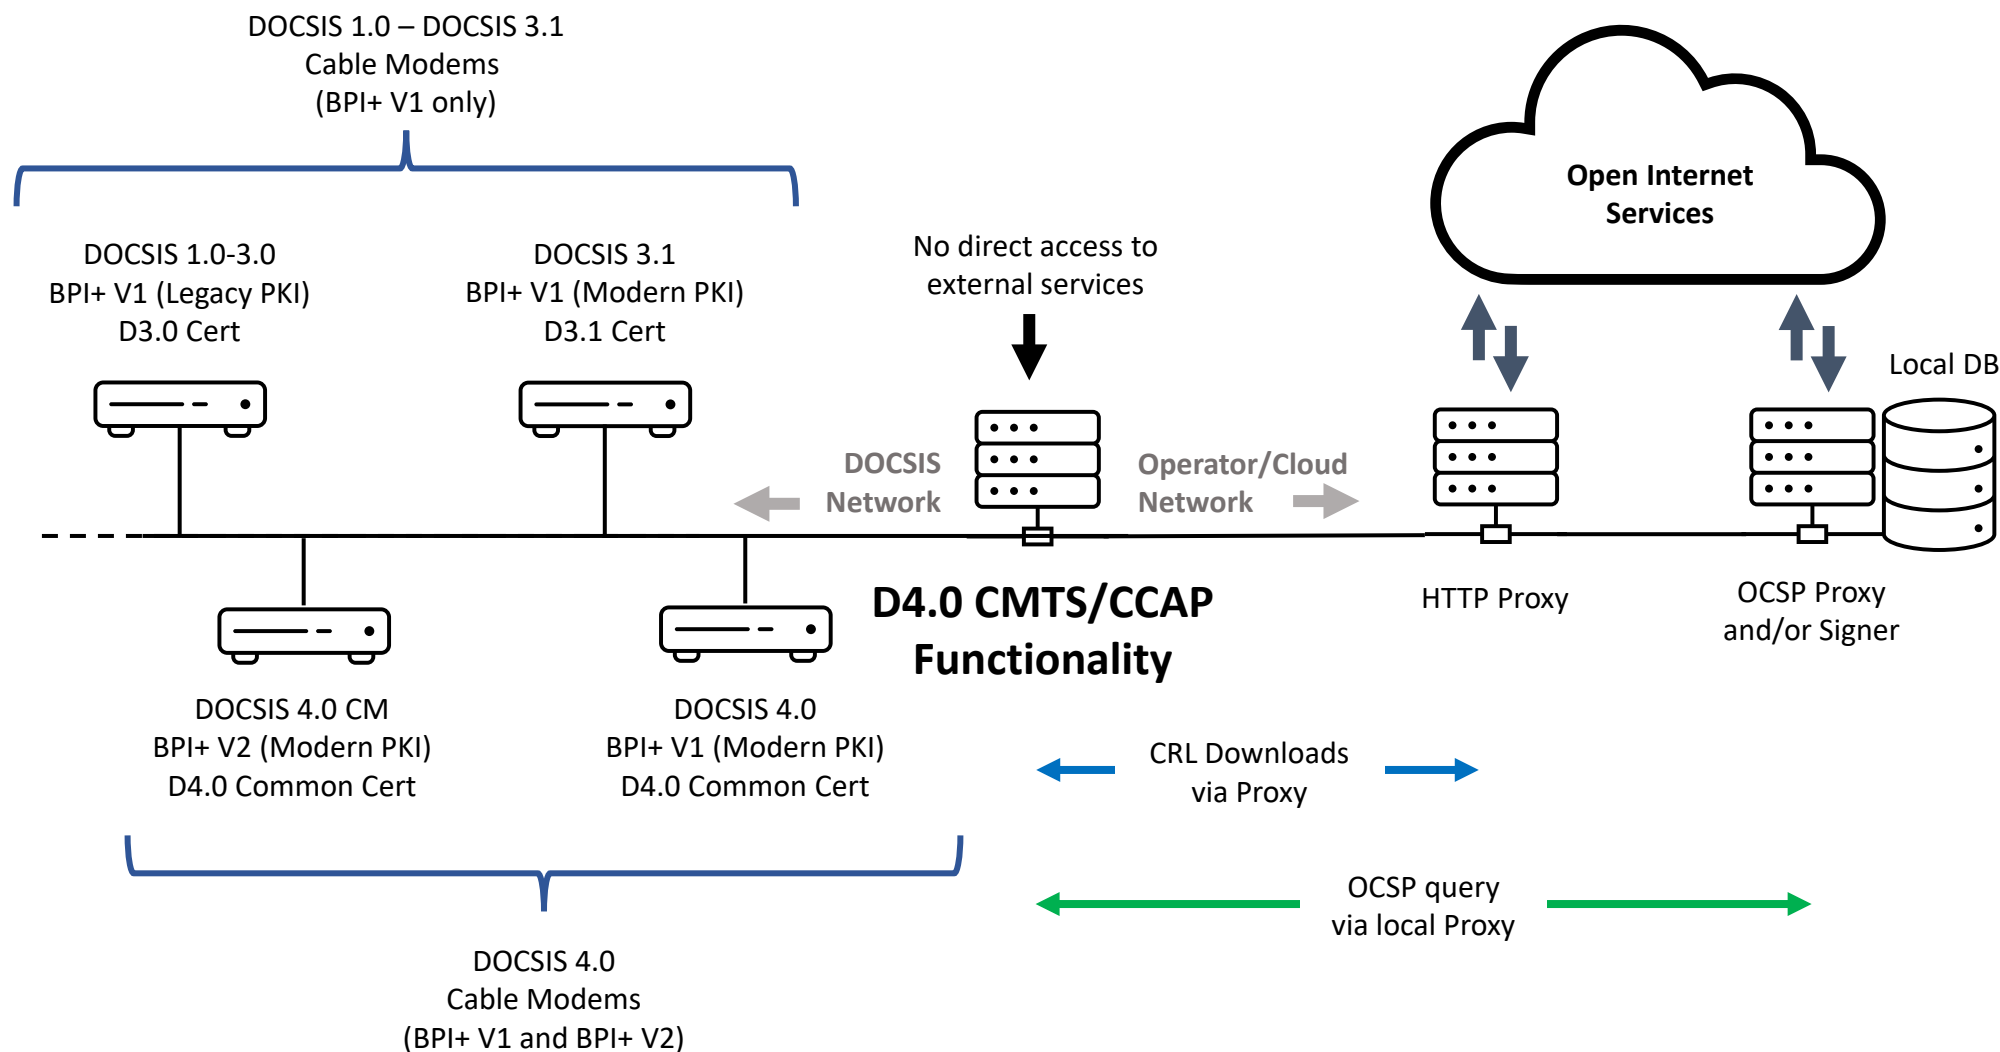 DOCSIS 1.0 – DOCSIS 3.1
Cable Modems
(BPI+ V1 only)
DOCSIS 1.0-3.0
BPI+ V1 (Legacy PKI)
D3.0 Cert
DOCSIS 3.1
BPI+ V1 (Modern PKI)
D3.1 Cert
No direct access to
external services
Open Internet
Services
Local DB
DOCSIS
Network
Operator/Cloud
Network
D4.0 CMTS/CCAP
Functionality
HTTP Proxy
OCSP Proxy
and/or Signer
DOCSIS 4.0 CM
BPI+ V2 (Modern PKI)
D4.0 Common Cert
DOCSIS 4.0
BPI+ V1 (Modern PKI)
D4.0 Common Cert
CRL Downloads
via Proxy
OCSP query
via local Proxy
DOCSIS 4.0
Cable Modems
(BPI+ V1 and BPI+ V2)